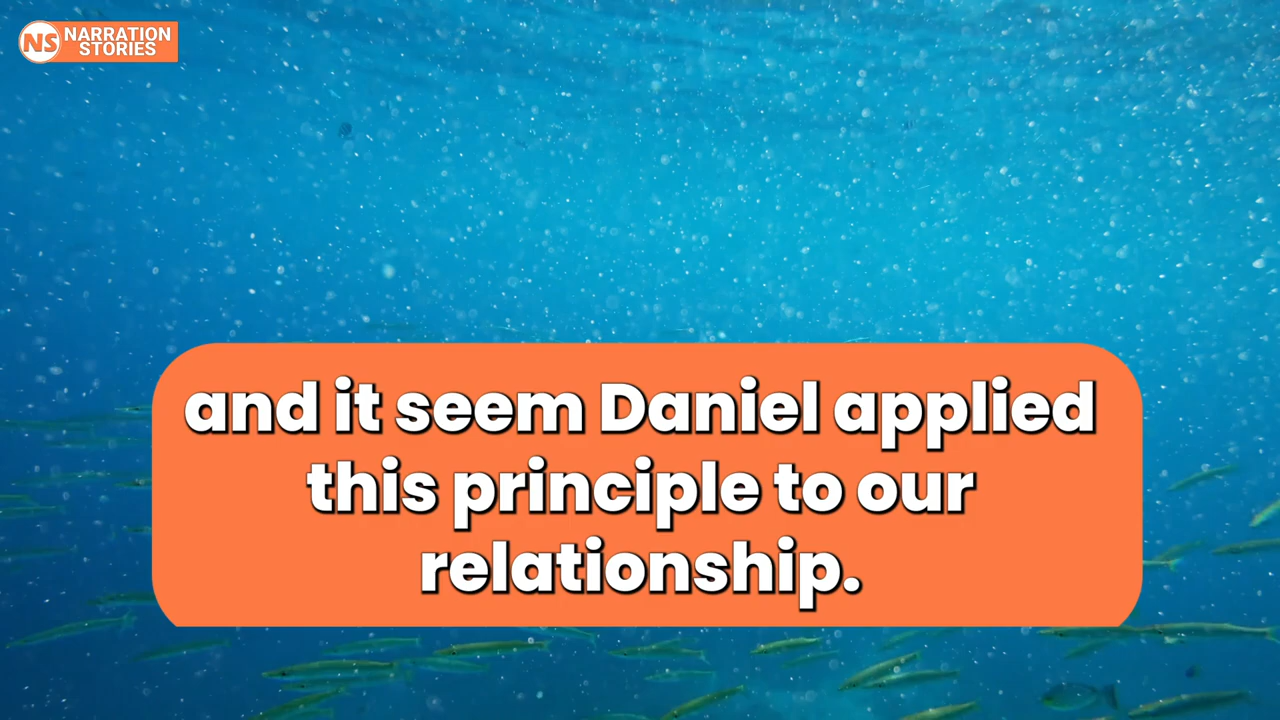 NS NARRATION
STORIES
and it seem Daniel applied
this principle to our
relationship.